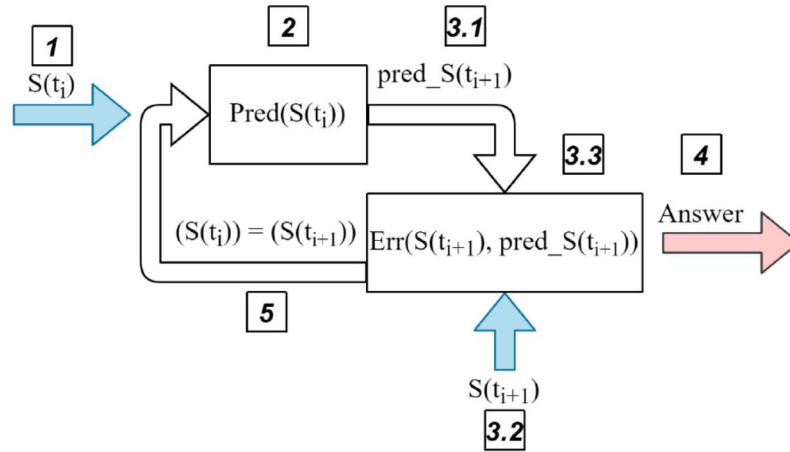 1
S(tᵢ)
2
Pred(S(tᵢ))
3.1
pred_S(tᵢ₊₁)
3.3
Err(S(tᵢ₊₁), pred_S(tᵢ₊₁))
4
Answer
(S(tᵢ)) = (S(tᵢ₊₁))
5
S(tᵢ₊₁)
3.2